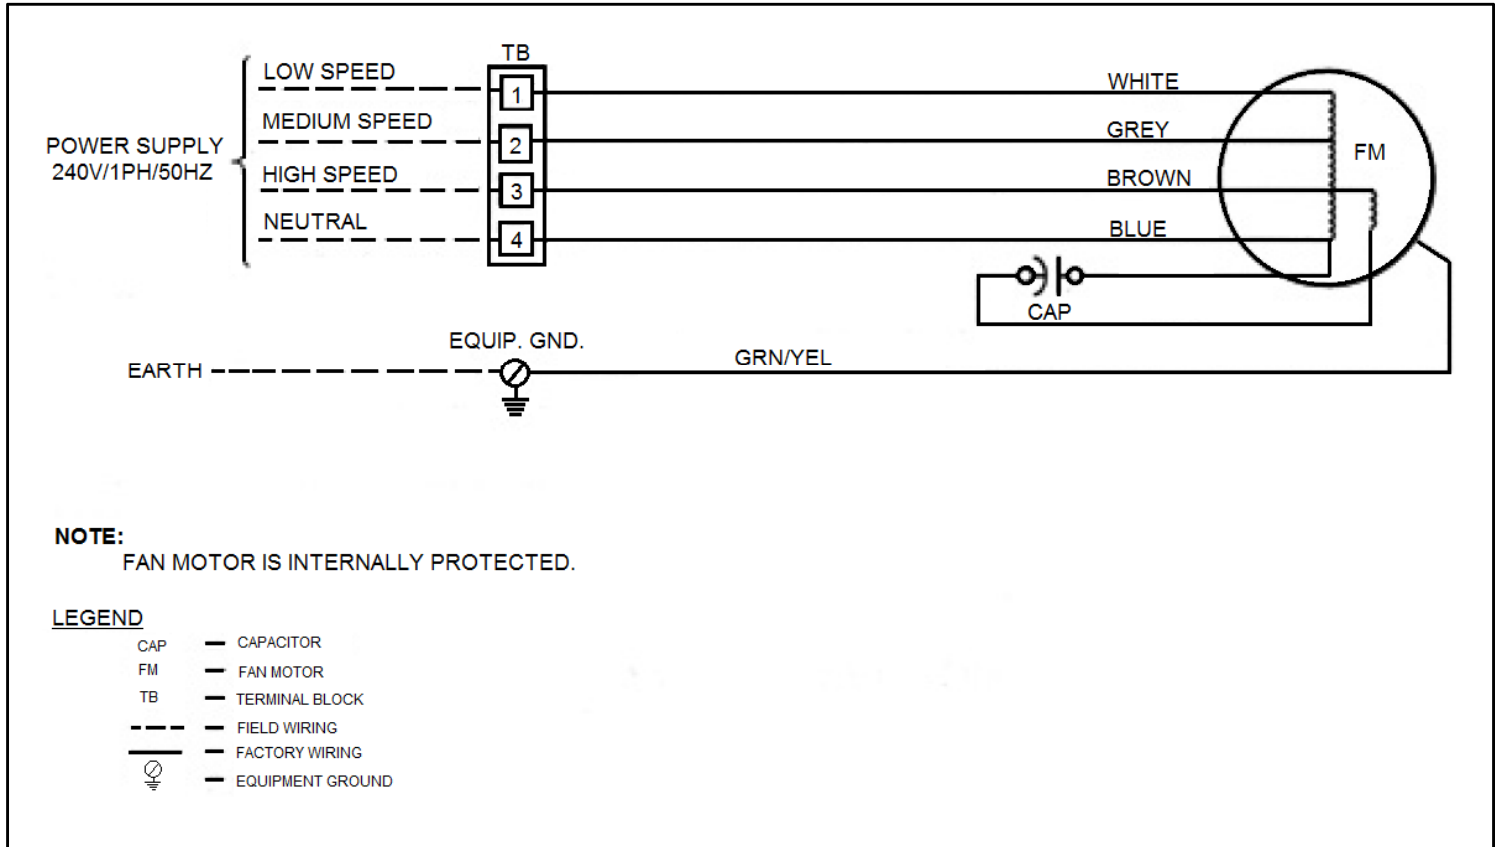 TB
LOW SPEED
1
WHITE
MEDIUM SPEED
2
GREY
POWER SUPPLY
240V/1PH/50HZ
FM
HIGH SPEED
3
BROWN
NEUTRAL
4
BLUE
CAP
EQUIP. GND.
EARTH
GRN/YEL
NOTE:
FAN MOTOR IS INTERNALLY PROTECTED.
LEGEND
CAP — CAPACITOR
FM — FAN MOTOR
TB — TERMINAL BLOCK
— FIELD WIRING
— FACTORY WIRING
— EQUIPMENT GROUND